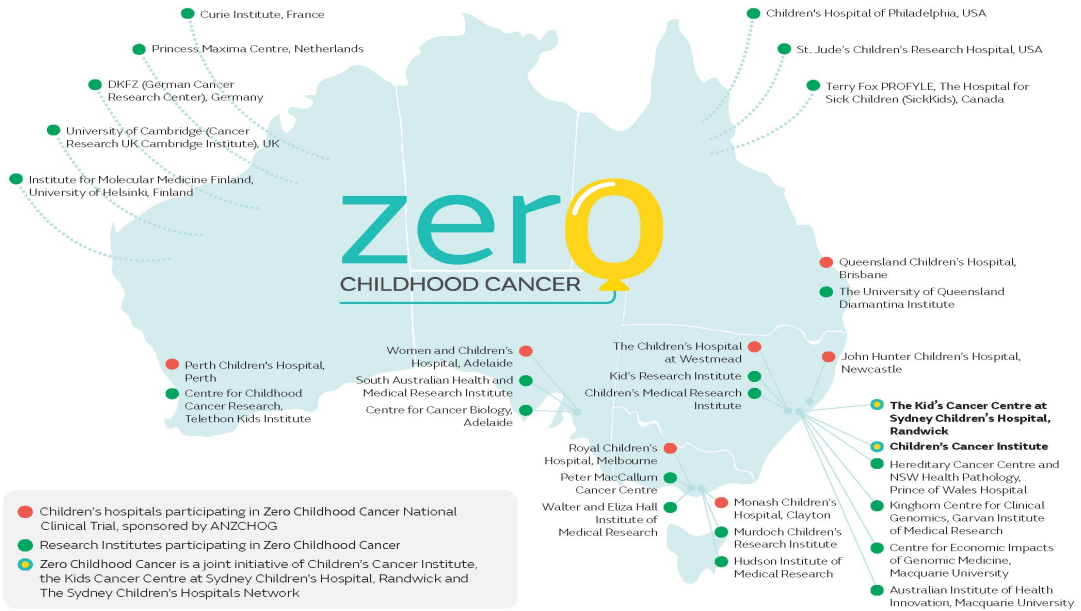 Curie Institute, France
Princess Maxima Centre, Netherlands
DKFZ (German Cancer
Research Center), Germany
University of Cambridge (Cancer
Research UK Cambridge Institute), UK
Institute for Molecular Medicine Finland,
University of Helsinki, Finland
Children's Hospital of Philadelphia, USA
St. Jude's Children's Research Hospital, USA
Terry Fox PROFYLE, The Hospital for
Sick Children (SickKids), Canada
zero
CHILDHOOD CANCER
Queensland Children's Hospital,
Brisbane
The University of Queensland
Diamantina Institute
Perth Children's Hospital,
Perth
Centre for Childhood
Cancer Research,
Telethon Kids Institute
Women and Children's
Hospital, Adelaide
South Australian Health and
Medical Research Institute
Centre for Cancer Biology,
Adelaide
The Children's Hospital
at Westmead
Kid's Research Institute
Children's Medical Research
Institute
John Hunter Children's Hospital,
Newcastle
The Kid's Cancer Centre at
Sydney Children's Hospital,
Randwick
Children's Cancer Institute
Hereditary Cancer Centre and
NSW Health Pathology,
Prince of Wales Hospital
Kinghorn Centre for Clinical
Genomics, Garvan Institute
of Medical Research
Centre for Economic Impacts
of Genomic Medicine,
Macquarie University
Australian Institute of Health
Innovation, Macquarie University
Royal Children's
Hospital, Melbourne
Peter MacCallum
Cancer Centre
Walter and Eliza Hall
Institute of
Medical Research
Monash Children's
Hospital, Clayton
Murdoch Children's
Research Institute
Hudson Institute of
Medical Research
Children's hospitals participating in Zero Childhood Cancer National
Clinical Trial, sponsored by ANZCHOG
Research Institutes participating in Zero Childhood Cancer
Zero Childhood Cancer is a joint initiative of Children's Cancer Institute,
the Kids Cancer Centre at Sydney Children's Hospital, Randwick and
The Sydney Children's Hospitals Network